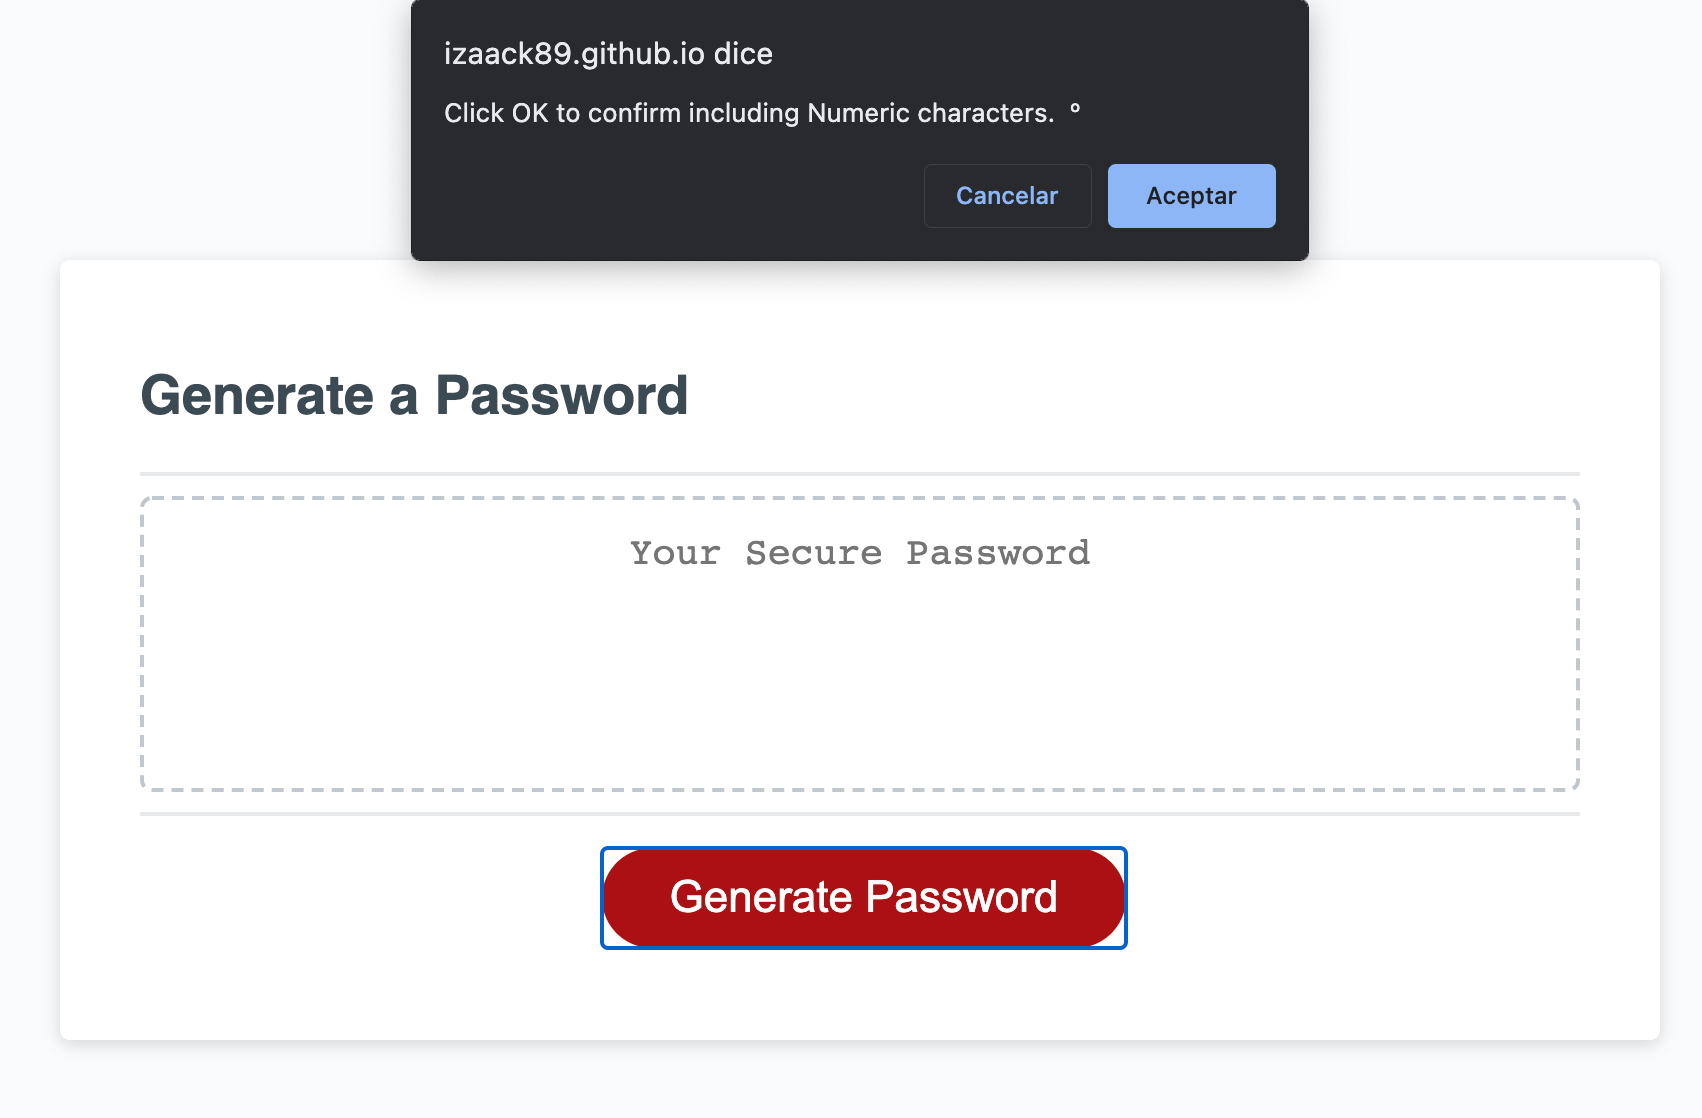 izaack89.github.io dice
Click OK to confirm including Numeric characters.  º
Cancelar
Aceptar
Generate a Password
Your Secure Password
Generate Password